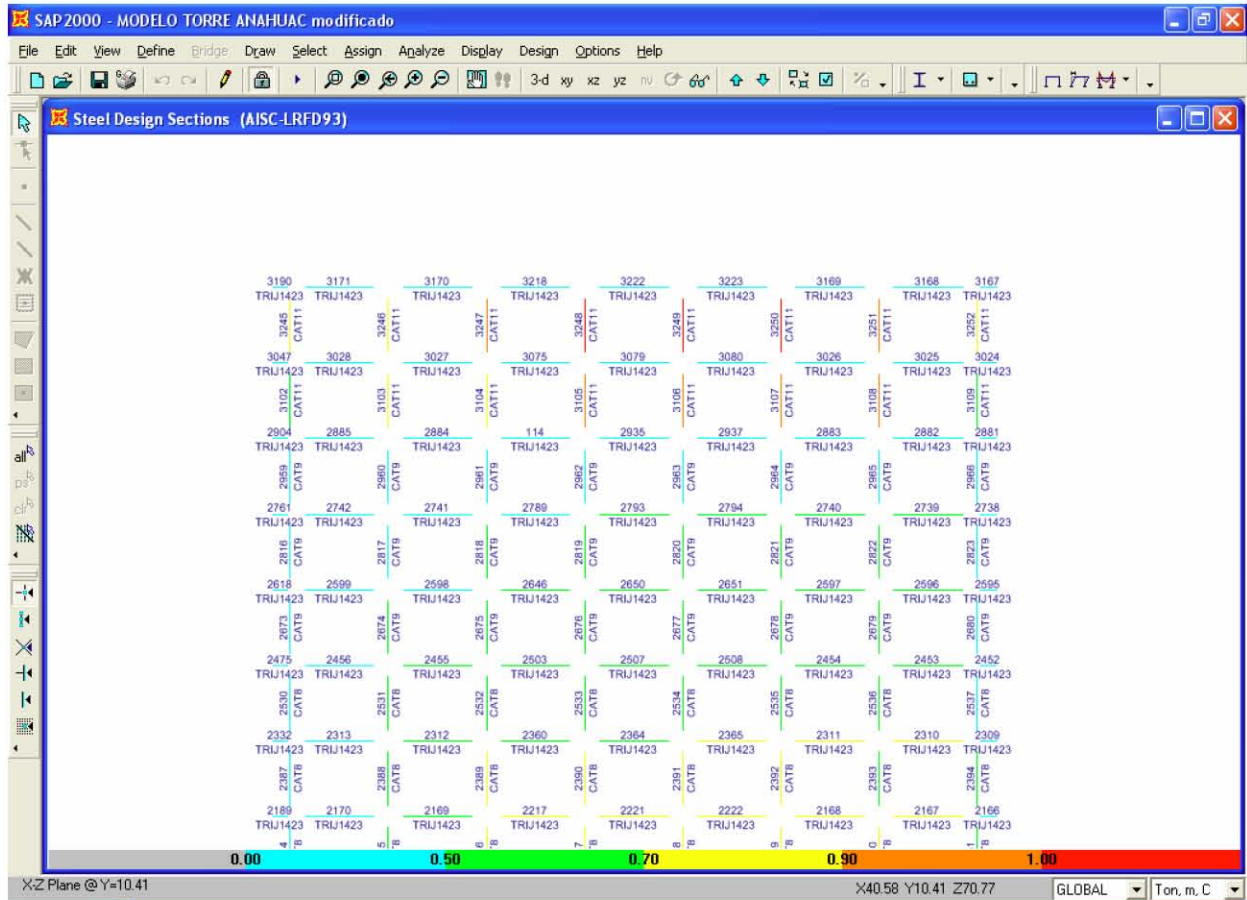 SAP2000 - MODELO TORRE ANAHUAC modificado
File Edit View Define Bridge Draw Select Assign Analyze Display Design Options Help
3-d xy xz yz nv
Steel Design Sections (AISC-LRFD93)
all
ps
clr
3190 3171 3170 3218 3222 3223 3169 3168 3167
TRIJ1423 TRIJ1423 TRIJ1423 TRIJ1423 TRIJ1423 TRIJ1423 TRIJ1423 TRIJ1423 TRIJ1423
3245 CAT11 3246 CAT11 3247 CAT11 3248 CAT11 3249 CAT11 3250 CAT11 3251 CAT11 3252 CAT11
3047 3028 3027 3075 3079 3080 3026 3025 3024
TRIJ1423 TRIJ1423 TRIJ1423 TRIJ1423 TRIJ1423 TRIJ1423 TRIJ1423 TRIJ1423 TRIJ1423
3102 CAT11 3103 CAT11 3104 CAT11 3105 CAT11 3106 CAT11 3107 CAT11 3108 CAT11 3109 CAT11
2904 2885 2884 114 2935 2937 2883 2882 2881
TRIJ1423 TRIJ1423 TRIJ1423 TRIJ1423 TRIJ1423 TRIJ1423 TRIJ1423 TRIJ1423 TRIJ1423
2959 CAT9 2960 CAT9 2961 CAT9 2962 CAT9 2963 CAT9 2964 CAT9 2965 CAT9 2966 CAT9
2761 2742 2741 2789 2793 2794 2740 2739 2738
TRIJ1423 TRIJ1423 TRIJ1423 TRIJ1423 TRIJ1423 TRIJ1423 TRIJ1423 TRIJ1423 TRIJ1423
2816 CAT9 2817 CAT9 2818 CAT9 2819 CAT9 2820 CAT9 2821 CAT9 2822 CAT9 2823 CAT9
2618 2599 2598 2646 2650 2651 2597 2596 2595
TRIJ1423 TRIJ1423 TRIJ1423 TRIJ1423 TRIJ1423 TRIJ1423 TRIJ1423 TRIJ1423 TRIJ1423
2673 CAT9 2674 CAT9 2675 CAT9 2676 CAT9 2677 CAT9 2678 CAT9 2679 CAT9 2680 CAT9
2475 2456 2455 2503 2507 2508 2454 2453 2452
TRIJ1423 TRIJ1423 TRIJ1423 TRIJ1423 TRIJ1423 TRIJ1423 TRIJ1423 TRIJ1423 TRIJ1423
2530 CAT8 2531 CAT8 2532 CAT8 2533 CAT8 2534 CAT8 2535 CAT8 2536 CAT8 2537 CAT8
2332 2313 2312 2360 2364 2365 2311 2310 2309
TRIJ1423 TRIJ1423 TRIJ1423 TRIJ1423 TRIJ1423 TRIJ1423 TRIJ1423 TRIJ1423 TRIJ1423
2387 CAT8 2388 CAT8 2389 CAT8 2390 CAT8 2391 CAT8 2392 CAT8 2393 CAT8 2394 CAT8
2189 2170 2169 2217 2221 2222 2168 2167 2166
TRIJ1423 TRIJ1423 TRIJ1423 TRIJ1423 TRIJ1423 TRIJ1423 TRIJ1423 TRIJ1423 TRIJ1423
0.00 0.50 0.70 0.90 1.00
X-Z Plane @ Y=10.41 X40.58 Y10.41 Z70.77 GLOBAL Ton, m, C